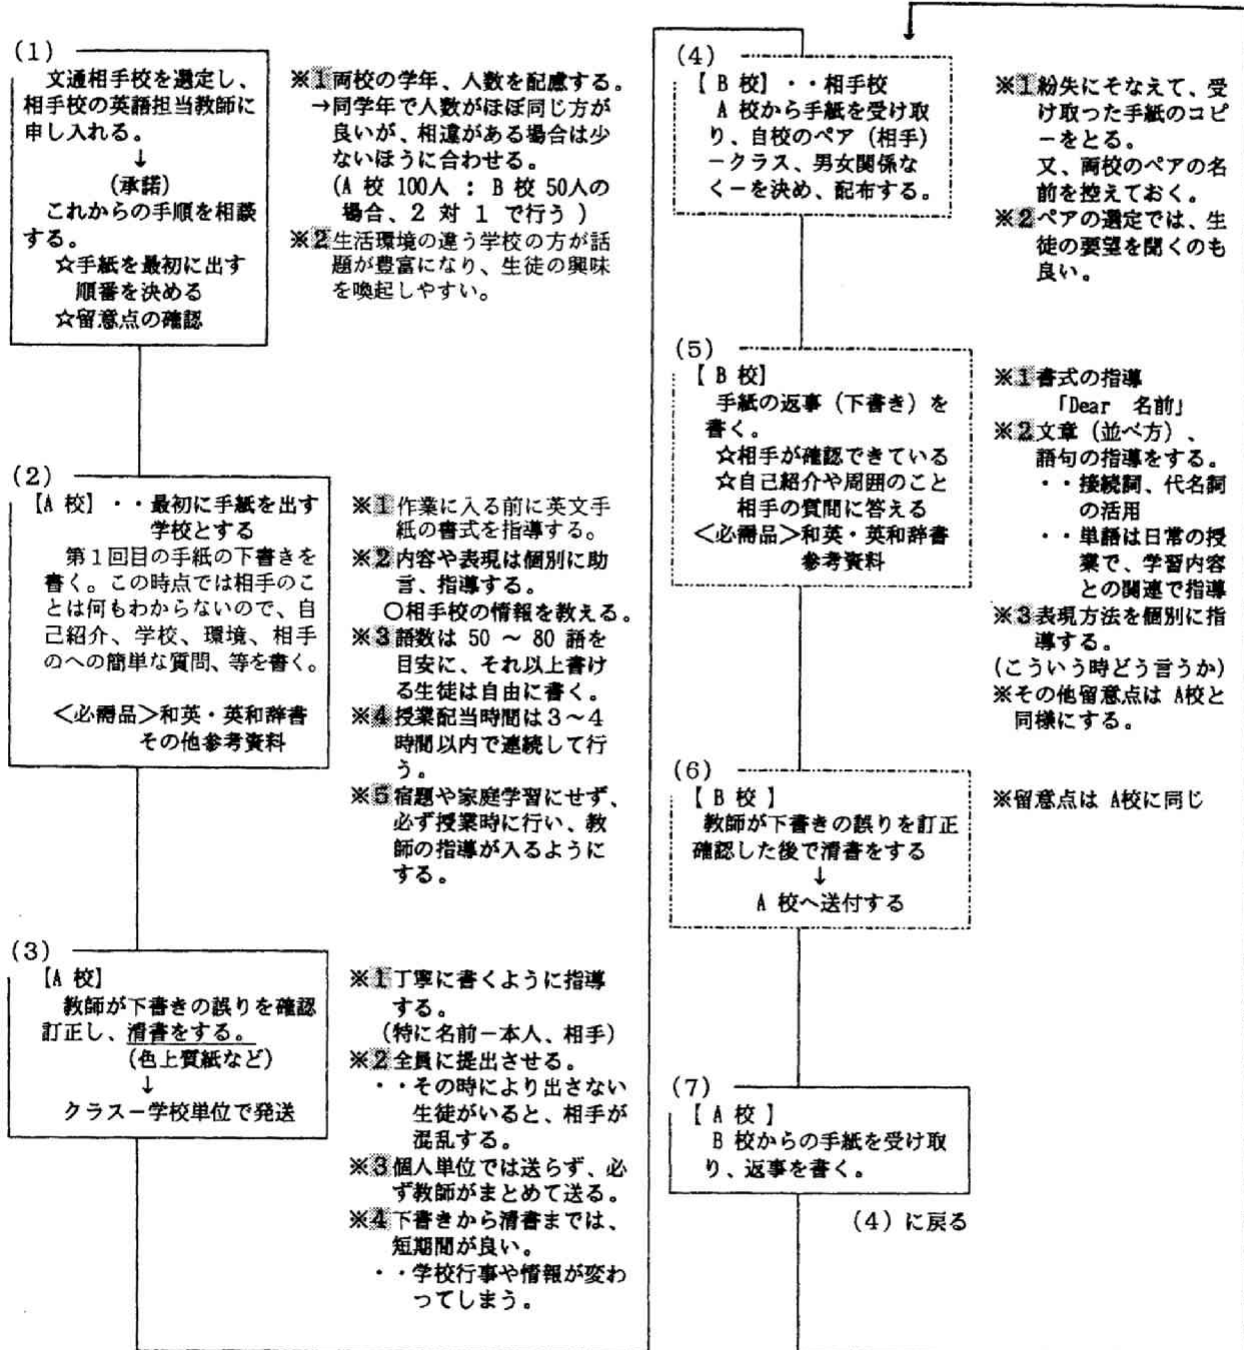 (1)
文通相手校を選定し、
相手校の英語担当教師に
申し入れる。
↓
(承諾)
これからの手順を相談
する。
☆手紙を最初に出す
順番を決める
☆留意点の確認
※1両校の学年、人数を配慮する。
→同学年で人数がほぼ同じ方が
良いが、相違がある場合は少
ないほうに合わせる。
(A 校 100人 : B 校 50人の
場合、2 対 1 で行う )
※2生活環境の違う学校の方が話
題が豊富になり、生徒の興味
を喚起しやすい。
(2)
【A 校】・・最初に手紙を出す
学校とする
第1回目の手紙の下書きを
書く。この時点では相手のこ
とは何もわからないので、自
己紹介、学校、環境、相手
のへの簡単な質問、等を書く。
<必需品>和英・英和辞書
その他参考資料
※1作業に入る前に英文手
紙の書式を指導する。
※2内容や表現は個別に助
言、指導する。
○相手校の情報を教える。
※3語数は 50 ~ 80 語を
目安に、それ以上書け
る生徒は自由に書く。
※4授業配当時間は3~4
時間以内で連続して行
う。
※5宿題や家庭学習にせず、
必ず授業時に行い、教
師の指導が入るように
する。
(3)
【A 校】
教師が下書きの誤りを確認
訂正し、清書をする。
(色上質紙など)
↓
クラスー学校単位で発送
※1丁寧に書くように指導
する。
(特に名前ー本人、相手)
※2全員に提出させる。
・・その時により出さない
生徒がいると、相手が
混乱する。
※3個人単位では送らず、必
ず教師がまとめて送る。
※4下書きから清書までは、
短期間が良い。
・・学校行事や情報が変わ
ってしまう。
(4)
【 B 校】・・相手校
A 校から手紙を受け取
り、自校のペア(相手)
ークラス、男女関係な
くーを決め、配布する。
※1紛失にそなえて、受
け取った手紙のコピ
ーをとる。
又、両校のペアの名
前を控えておく。
※2ペアの選定では、生
徒の要望を聞くのも
良い。
(5)
【 B 校】
手紙の返事(下書き)を
書く。
☆相手が確認できている
☆自己紹介や周囲のこと
相手の質問に答える
<必需品>和英・英和辞書
参考資料
※1書式の指導
「Dear 名前」
※2文章(並べ方)、
語句の指導をする。
・・接続詞、代名詞
の活用
・・単語は日常の授
業で、学習内容
との関連で指導
※3表現方法を個別に指
導する。
(こういう時どう言うか)
※その他留意点は A校と
同様にする。
(6)
【 B 校 】
教師が下書きの誤りを訂正
確認した後で清書をする
↓
A 校へ送付する
※留意点は A校に同じ
(7)
【 A 校 】
B 校からの手紙を受け取
り、返事を書く。
(4)に戻る